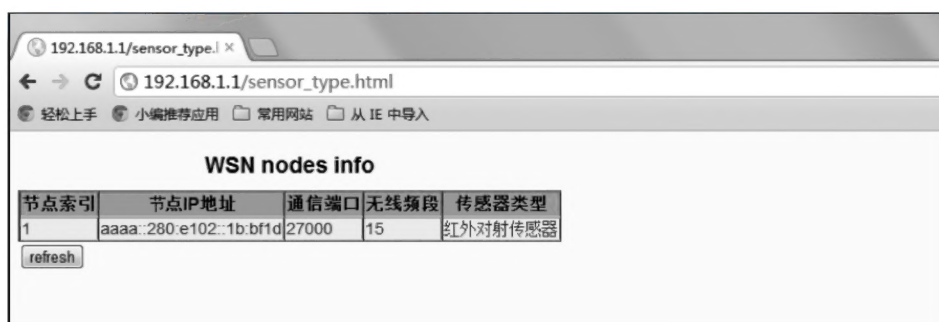 192.168.1.1/sensor_type.l ×
192.168.1.1/sensor_type.html
轻松上手 小编推荐应用 常用网站 从 IE 中导入
WSN nodes info
节点索引 节点IP地址 通信端口 无线频段 传感器类型
1 aaaa::280:e102::1b:bf1d 27000 15 红外对射传感器
refresh